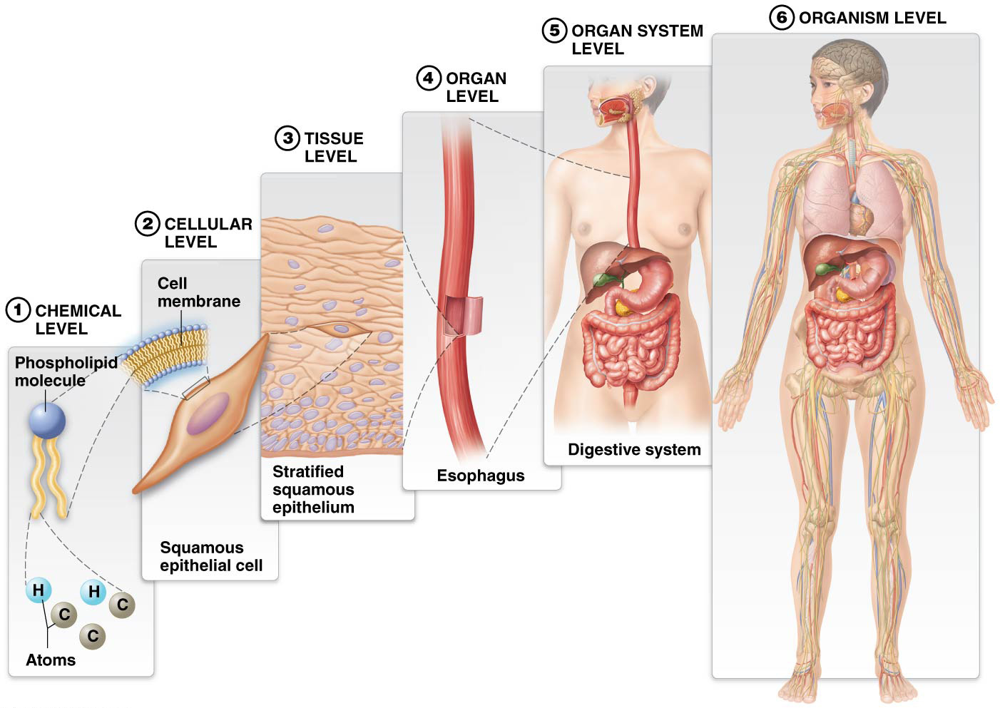 1 CHEMICAL
LEVEL
Phospholipid
molecule
H
H
C
C
C
Atoms
2 CELLULAR
LEVEL
Cell
membrane
Squamous
epithelial cell
3 TISSUE
LEVEL
Stratified
squamous
epithelium
4 ORGAN
LEVEL
Esophagus
5 ORGAN SYSTEM
LEVEL
Digestive system
6 ORGANISM LEVEL